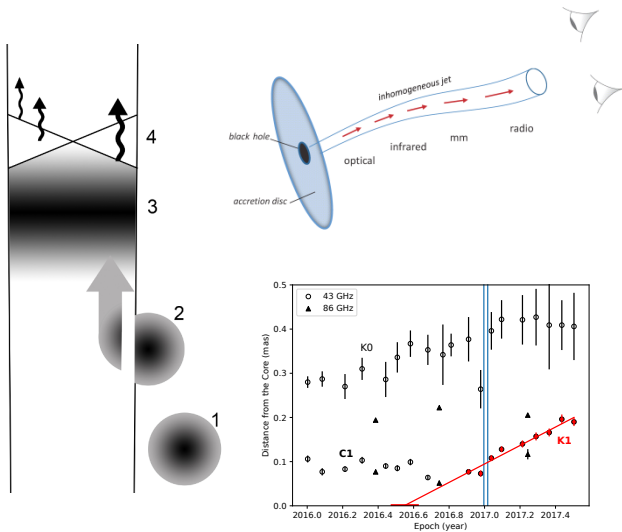 4
3
2
1
inhomogeneous jet
black hole
optical
infrared
mm
radio
accretion disc
0.5
0.4
0.3
0.2
0.1
0.0
43 GHz
86 GHz
K0
C1
K1
Distance from the Core (mas)
2016.0 2016.2 2016.4 2016.6 2016.8 2017.0 2017.2 2017.4
Epoch (year)